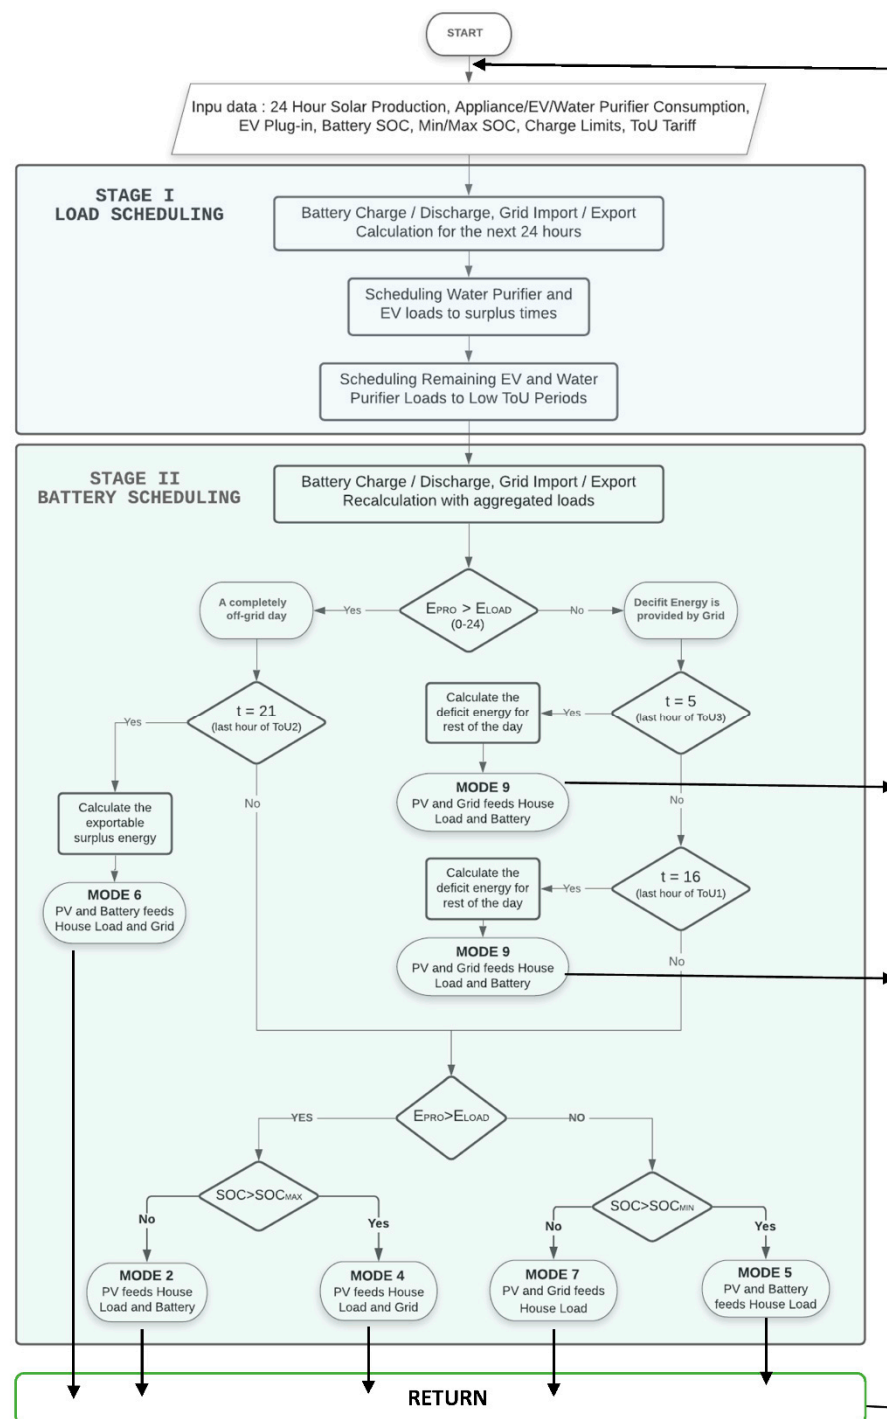 START
Inpu data : 24 Hour Solar Production, Appliance/EV/Water Purifier Consumption,
EV Plug-in, Battery SOC, Min/Max SOC, Charge Limits, ToU Tariff
STAGE I
LOAD SCHEDULING
Battery Charge / Discharge, Grid Import / Export
Calculation for the next 24 hours
Scheduling Water Purifier and
EV loads to surplus times
Scheduling Remaining EV and Water
Purifier Loads to Low ToU Periods
STAGE II
BATTERY SCHEDULING
Battery Charge / Discharge, Grid Import / Export
Recalculation with aggregated loads
A completely
off-grid day
Yes
EPRO > ELOAD
(0-24)
No
Decifit Energy is
provided by Grid
t = 21
(last hour of ToU2)
Yes
No
Calculate the
exportable
surplus energy
MODE 6
PV and Battery feeds
House Load and Grid
t = 5
(last hour of ToU3)
Yes
No
Calculate the
deficit energy for
rest of the day
MODE 9
PV and Grid feeds House
Load and Battery
t = 16
(last hour of ToU1)
Yes
No
Calculate the
deficit energy for
rest of the day
MODE 9
PV and Grid feeds House
Load and Battery
EPRO>ELOAD
YES
NO
SOC>SOCMAX
No
Yes
SOC>SOCMIN
No
Yes
MODE 2
PV feeds House
Load and Battery
MODE 4
PV feeds House
Load and Grid
MODE 7
PV and Grid feeds
House Load
MODE 5
PV and Battery
feeds House Load
RETURN